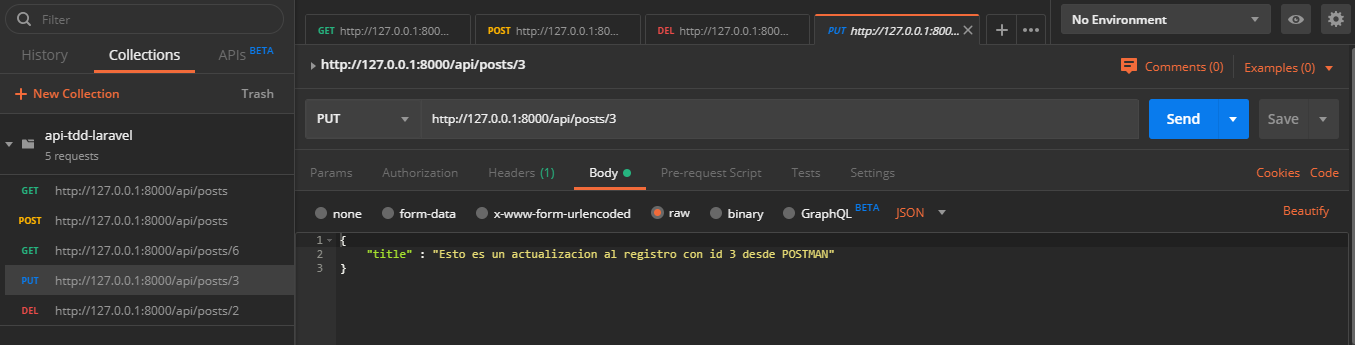 Filter
History Collections APIs BETA
+ New Collection Trash
api-tdd-laravel
5 requests
GET http://127.0.0.1:8000/api/posts
POST http://127.0.0.1:8000/api/posts
GET http://127.0.0.1:8000/api/posts/6
PUT http://127.0.0.1:8000/api/posts/3
DEL http://127.0.0.1:8000/api/posts/2
GET http://127.0.0.1:800... POST http://127.0.0.1:80... DEL http://127.0.0.1:800... PUT http://127.0.0.1:800...
No Environment
http://127.0.0.1:8000/api/posts/3
Comments (0) Examples (0)
PUT http://127.0.0.1:8000/api/posts/3 Send Save
Params Authorization Headers (1) Body Pre-request Script Tests Settings Cookies Code
none form-data x-www-form-urlencoded raw binary GraphQL BETA JSON Beautify
1 {
2 "title" : "Esto es un actualizacion al registro con id 3 desde POSTMAN"
3 }